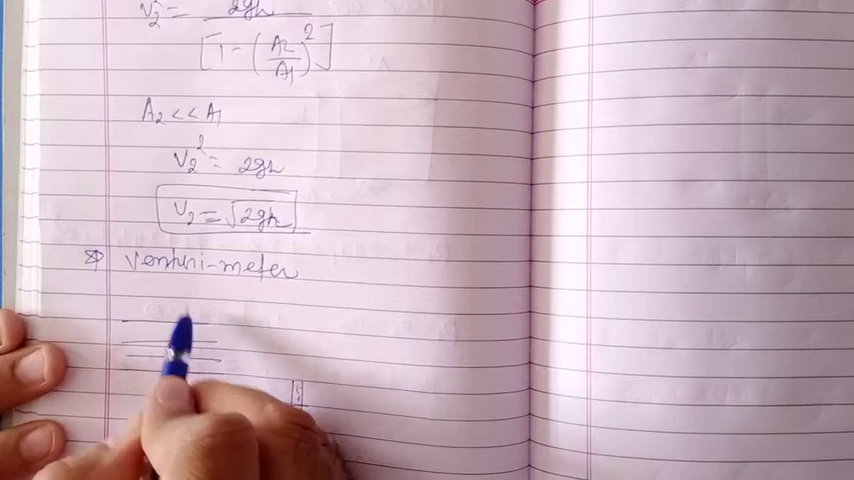 V₂² = 2gh
[1 - (A₂/A₁)²]
A₂ << A₁
V₂² = 2gh
V₂ = √2gh
Venturi-meter